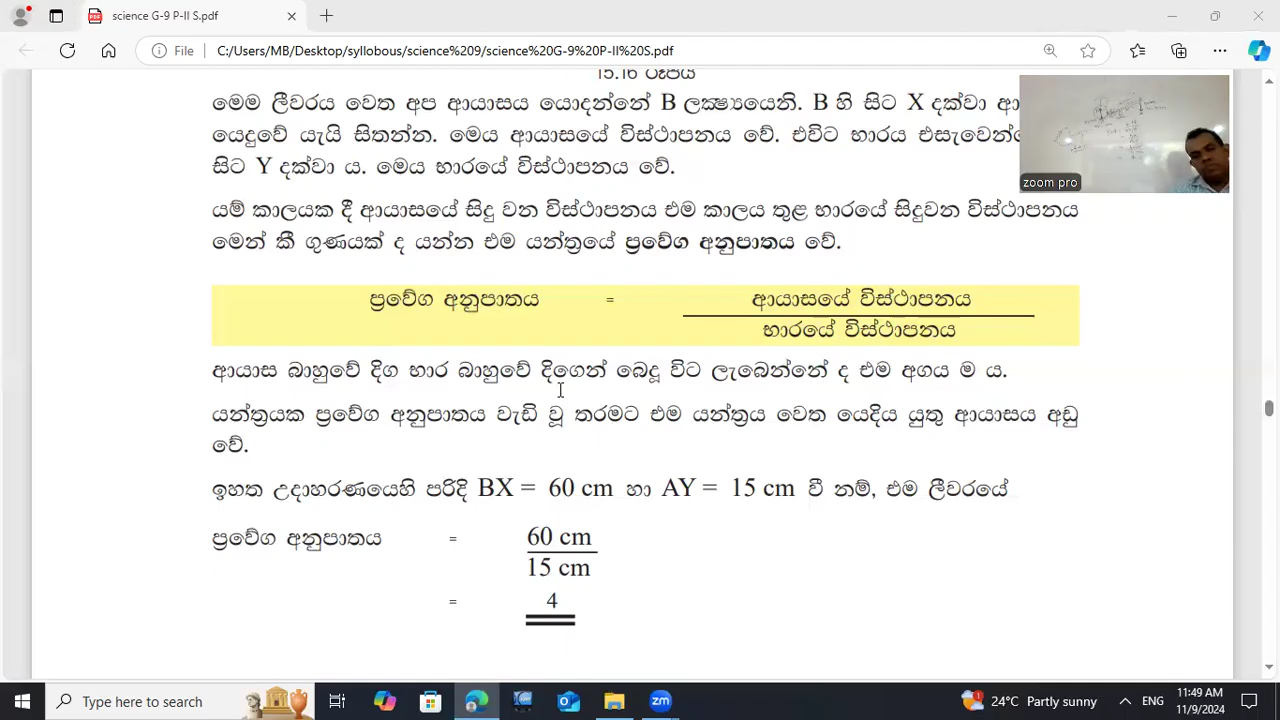 science G-9 P-II S.pdf
File C:/Users/MB/Desktop/syllobous/science%209/science%20G-9%20P-II%20S.pdf
15.16 රූපය
මෙම ලීවරය වෙත අප ආයාසය යොදන්නේ B ලක්‍ෂ්‍යයෙනි. B හි සිට X දක්වා
යෙදුවේ යැයි සිතන්න. මෙය ආයාසයේ විස්ථාපනය වේ. එවිට භාරය
සිට Y දක්වා ය. මෙය භාරයේ විස්ථාපනය වේ.
zoom pro
යම් කාලයක දී ආයාසයේ සිදු වන විස්ථාපනය එම කාලය තුළ භාරයේ සිදුවන විස්ථාපනය
මෙන් කී ගුණයක් ද යන්න එම යන්ත්‍රයේ ප්‍රවේග අනුපාතය වේ.
ප්‍රවේග අනුපාතය = ආයාසයේ විස්ථාපනය
භාරයේ විස්ථාපනය
ආයාස බාහුවේ දිග භාර බාහුවේ දිගෙන් බෙදූ විට ලැබෙන්නේ ද එම අගය ම ය.
යන්ත්‍රයක ප්‍රවේග අනුපාතය වැඩි වූ තරමට එම යන්ත්‍රය වෙත යෙදිය යුතු ආයාසය අඩු
වේ.
ඉහත උදාහරණයෙහි පරිදි BX = 60 cm හා AY = 15 cm වී නම්, එම ලීවරයේ
ප්‍රවේග අනුපාතය = 60 cm
15 cm
= 4
Type here to search
24°C Partly sunny
ENG
11:49 AM
11/9/2024